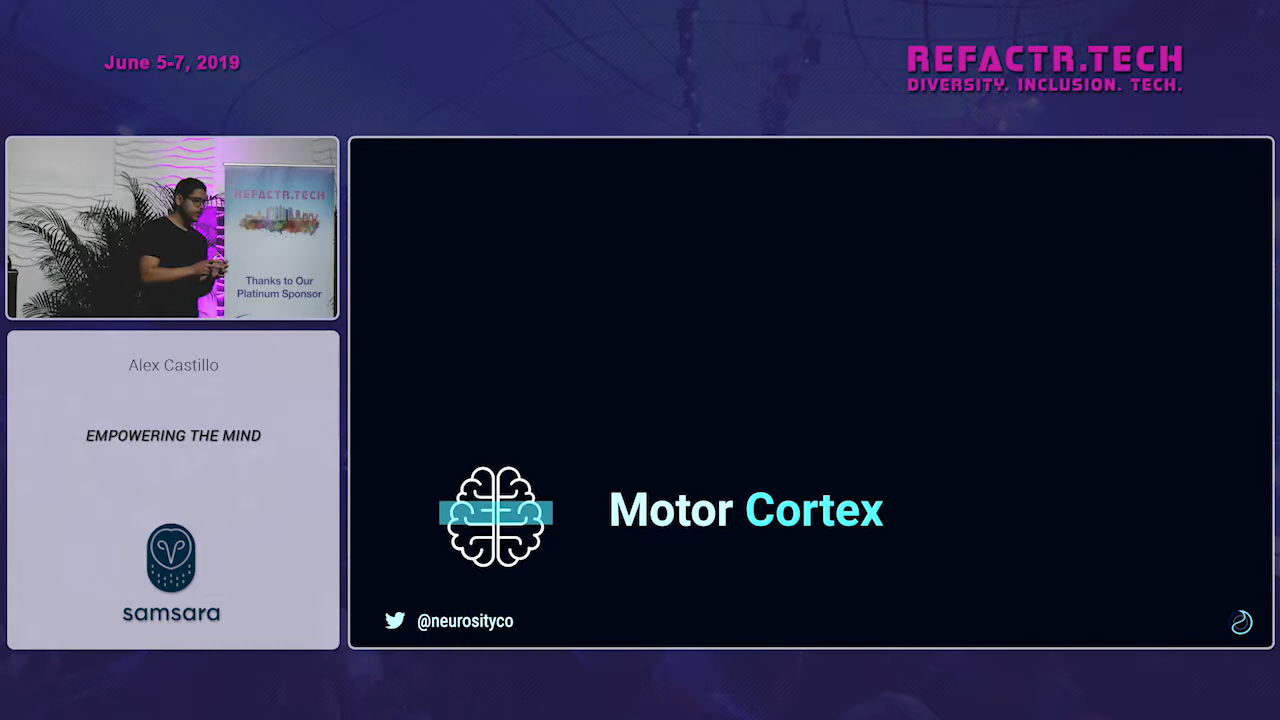 June 5-7, 2019
REFACTR.TECH
DIVERSITY. INCLUSION. TECH.
REFACTR.TECH
Thanks to Our
Platinum Sponsor
Alex Castillo
EMPOWERING THE MIND
samsara
Motor Cortex
@neurosityco